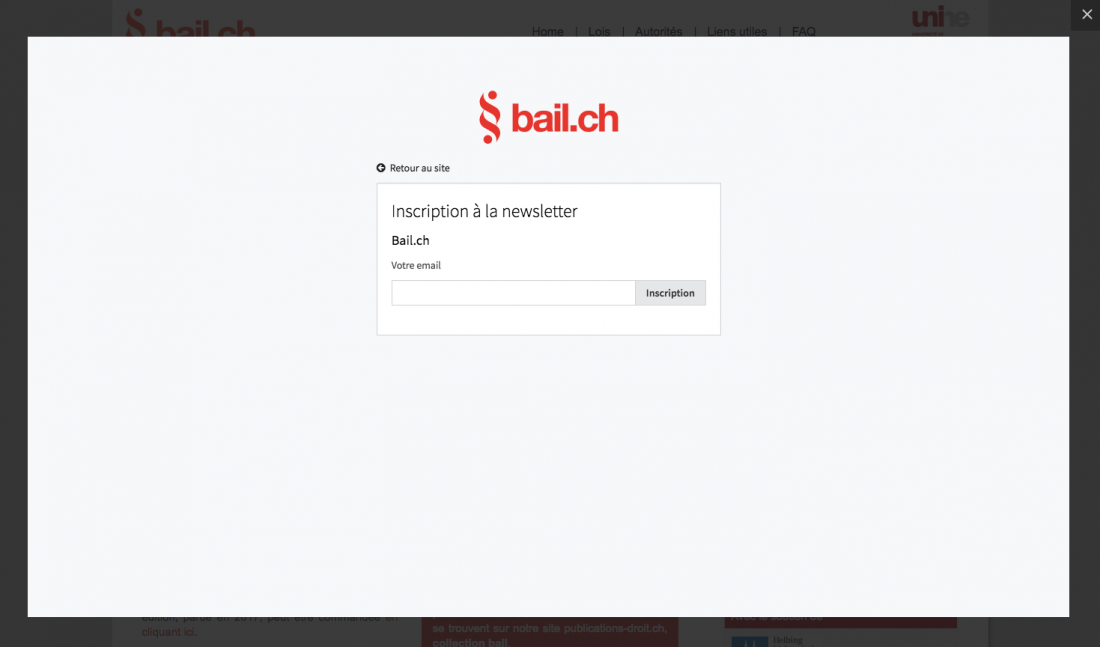 bail.ch
unine
Home | Lois | Autorités | Liens utiles | FAQ
bail.ch
Retour au site
Inscription à la newsletter
Bail.ch
Votre email
Inscription
édition, parue en 2017, peut être commandée en
cliquant ici.
se trouvent sur notre site publications-droit.ch,
collection bail.
Helbing